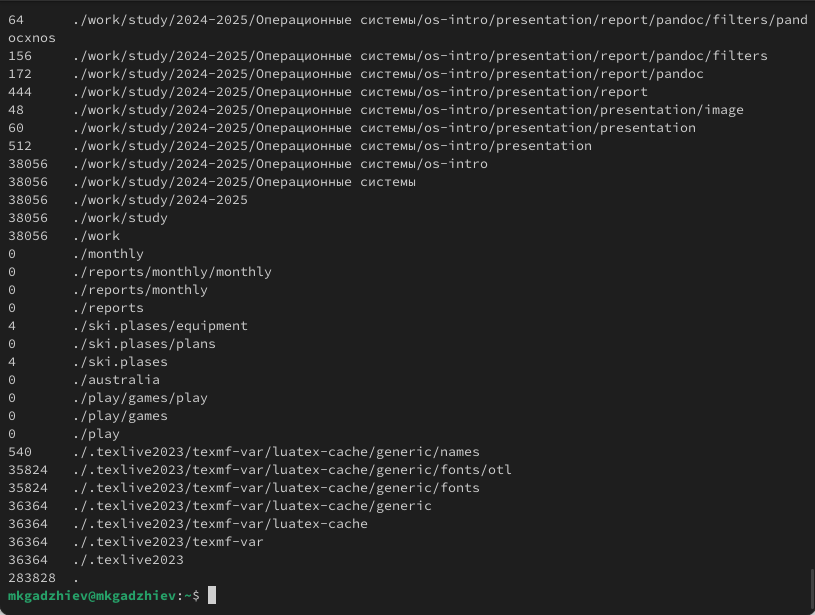 64      ./work/study/2024-2025/Операционные системы/os-intro/presentation/report/pandoc/filters/pand
ocxnos
156     ./work/study/2024-2025/Операционные системы/os-intro/presentation/report/pandoc/filters
172     ./work/study/2024-2025/Операционные системы/os-intro/presentation/report/pandoc
444     ./work/study/2024-2025/Операционные системы/os-intro/presentation/report
48      ./work/study/2024-2025/Операционные системы/os-intro/presentation/presentation/image
60      ./work/study/2024-2025/Операционные системы/os-intro/presentation/presentation
512     ./work/study/2024-2025/Операционные системы/os-intro/presentation
38056   ./work/study/2024-2025/Операционные системы/os-intro
38056   ./work/study/2024-2025/Операционные системы
38056   ./work/study/2024-2025
38056   ./work/study
38056   ./work
0       ./monthly
0       ./reports/monthly/monthly
0       ./reports/monthly
0       ./reports
4       ./ski.plases/equipment
0       ./ski.plases/plans
4       ./ski.plases
0       ./australia
0       ./play/games/play
0       ./play/games
0       ./play
540     ./.texlive2023/texmf-var/luatex-cache/generic/names
35824   ./.texlive2023/texmf-var/luatex-cache/generic/fonts/otl
35824   ./.texlive2023/texmf-var/luatex-cache/generic/fonts
36364   ./.texlive2023/texmf-var/luatex-cache/generic
36364   ./.texlive2023/texmf-var/luatex-cache
36364   ./.texlive2023/texmf-var
36364   ./.texlive2023
283828  .
mkgadzhiev@mkgadzhiev:~$